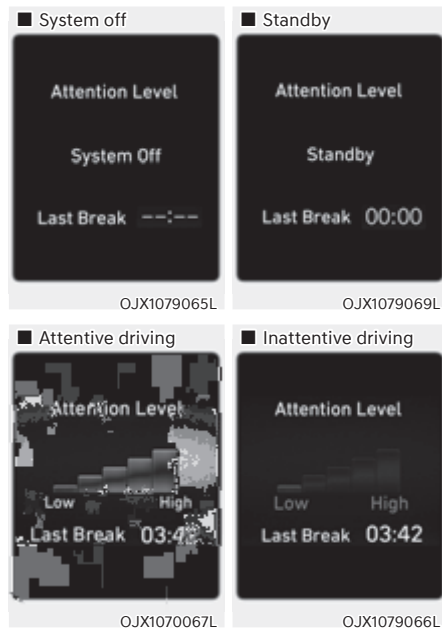 ■ System off
Attention Level
System Off
Last Break --:--
OJX1079065L
■ Standby
Attention Level
Standby
Last Break 00:00
OJX1079069L
■ Attentive driving
Attention Level
Low High
Last Break
OJX1070067L
■ Inattentive driving
Attention Level
Low High
Last Break 03:42
OJX1079066L